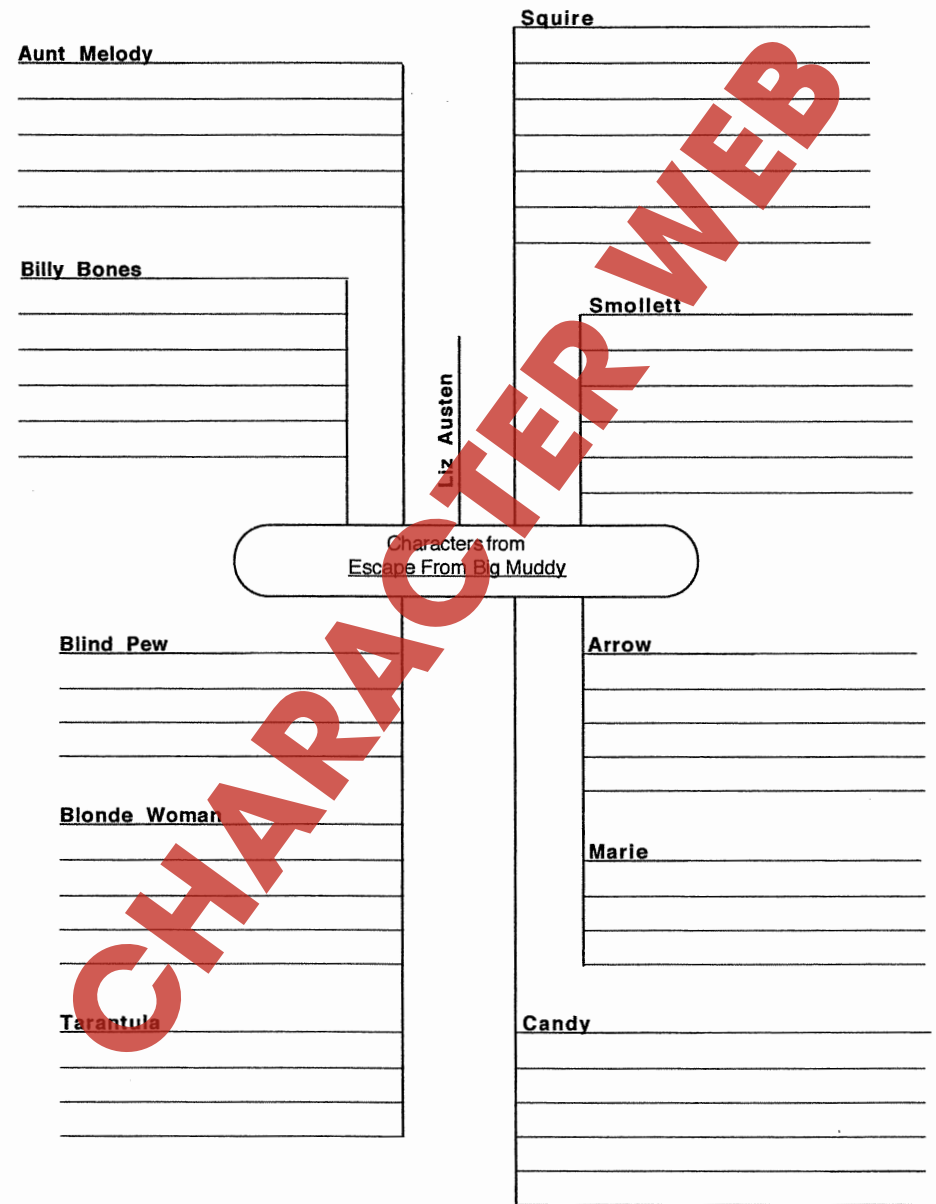 Squire
Aunt Melody
Billy Bones
Smollett
Liz Austen
Characters from
Escape From Big Muddy
Blind Pew
Arrow
Blonde Woman
Marie
Tarantula
Candy
CHARACTER WEB